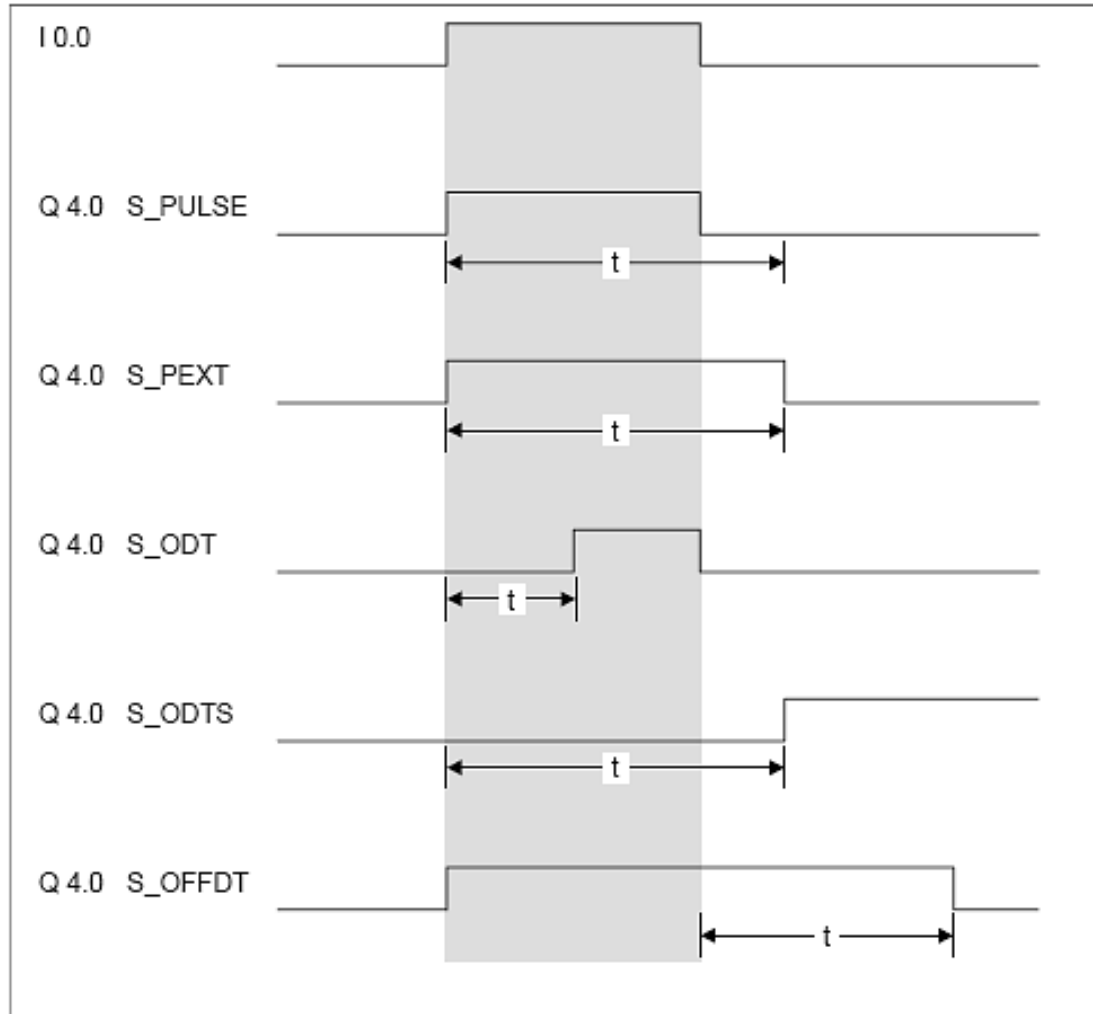 I 0.0
Q 4.0 S_PULSE
t
Q 4.0 S_PEXT
t
Q 4.0 S_ODT
t
Q 4.0 S_ODTS
t
Q 4.0 S_OFFDT
t